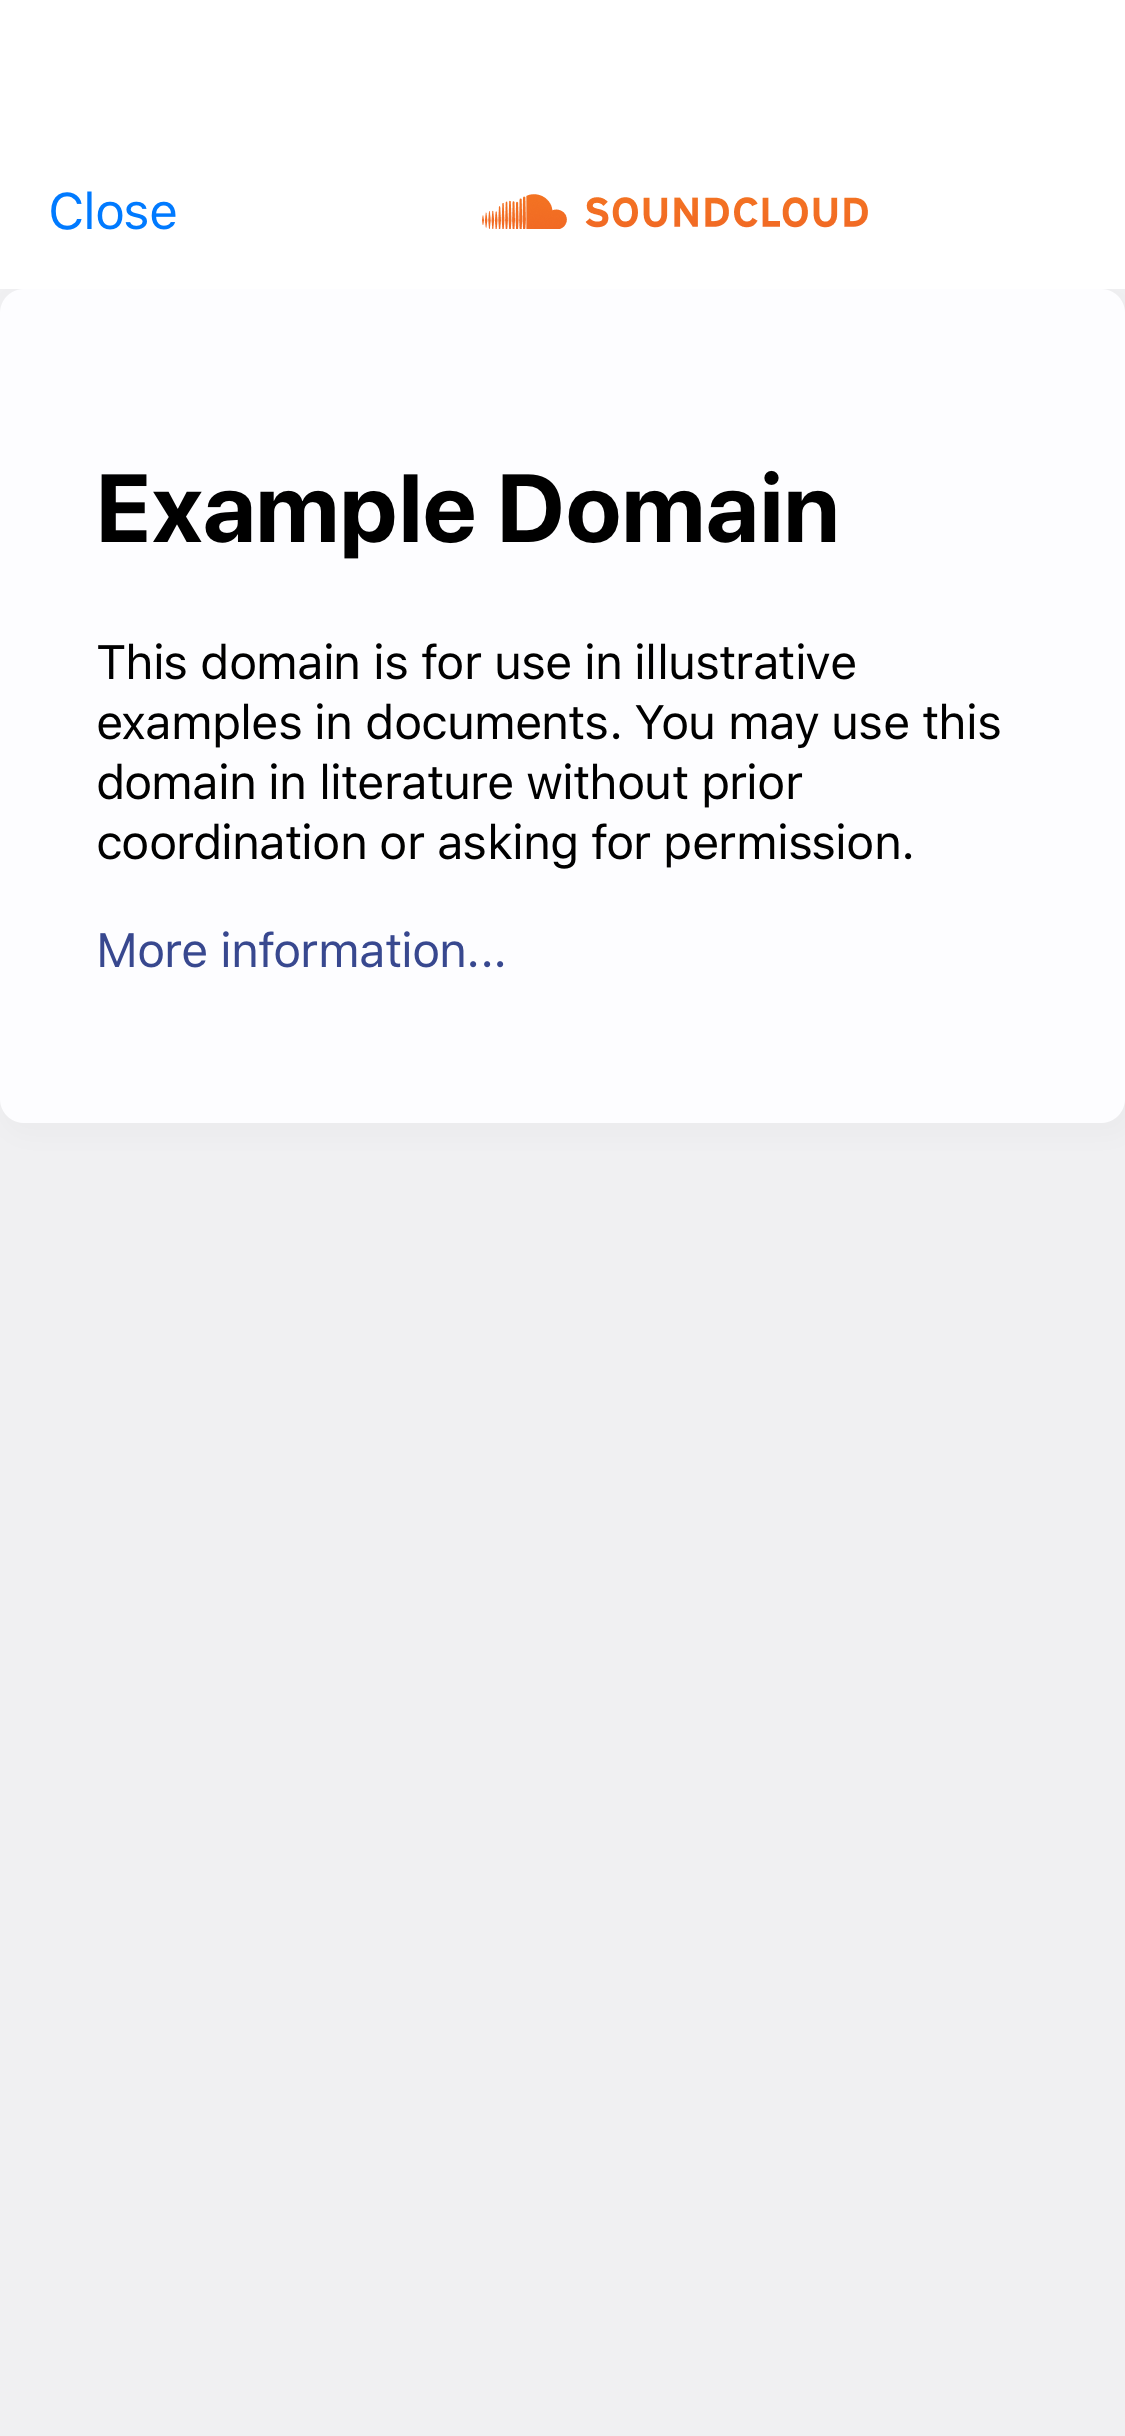 Close
SOUNDCLOUD
Example Domain
This domain is for use in illustrative
examples in documents. You may use this
domain in literature without prior
coordination or asking for permission.
More information...